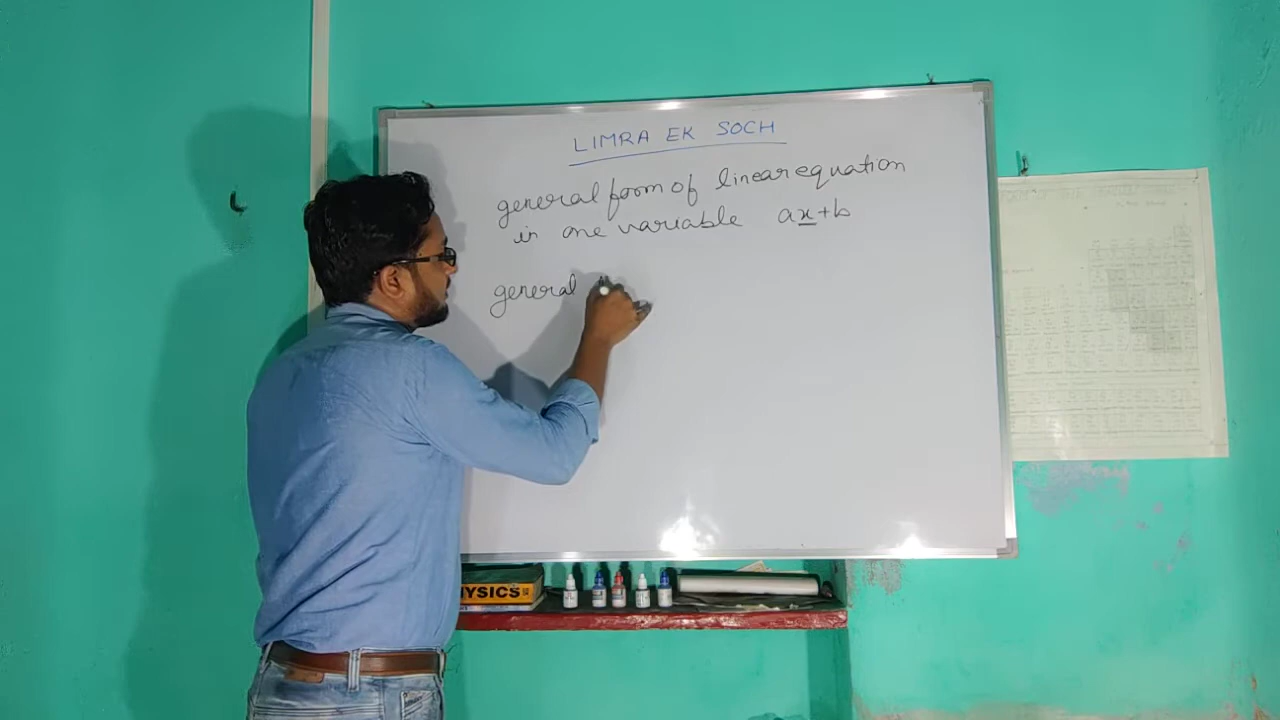 LIMRA EK SOCH
general form of linear equation
in one variable ax+b
general
YSICS